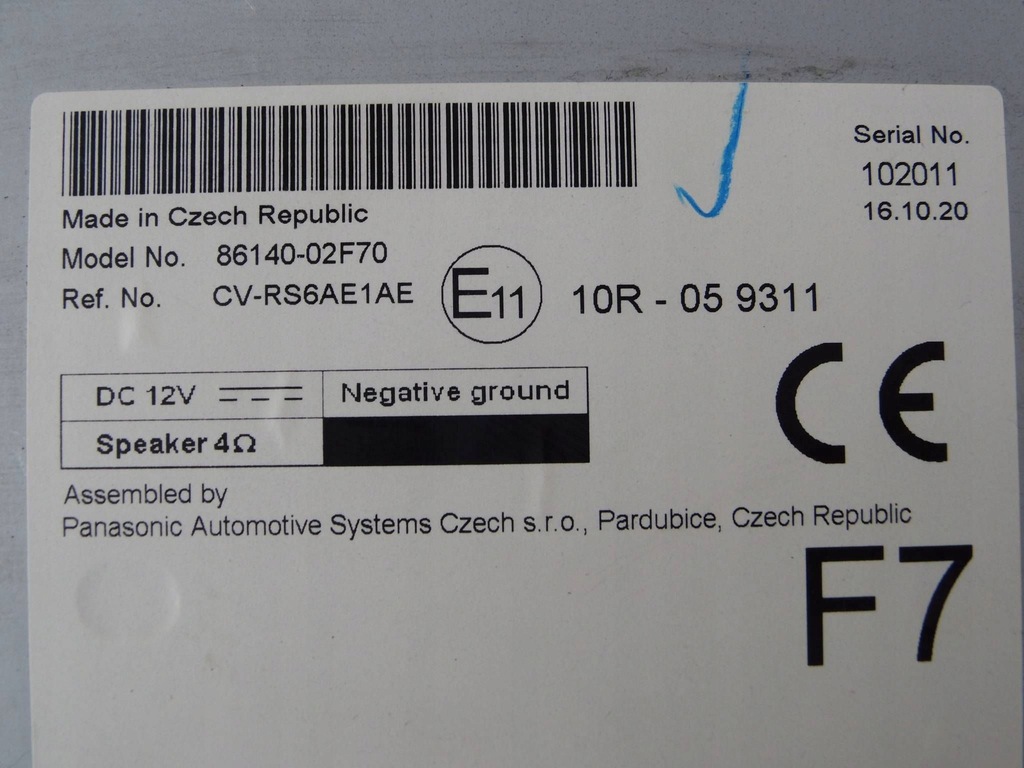 Serial No.
102011
16.10.20
Made in Czech Republic
Model No. 86140-02F70
Ref. No. CV-RS6AE1AE
E11 10R - 05 9311
DC 12V Negative ground
Speaker 4Ω
CE
Assembled by
Panasonic Automotive Systems Czech s.r.o., Pardubice, Czech Republic
F7